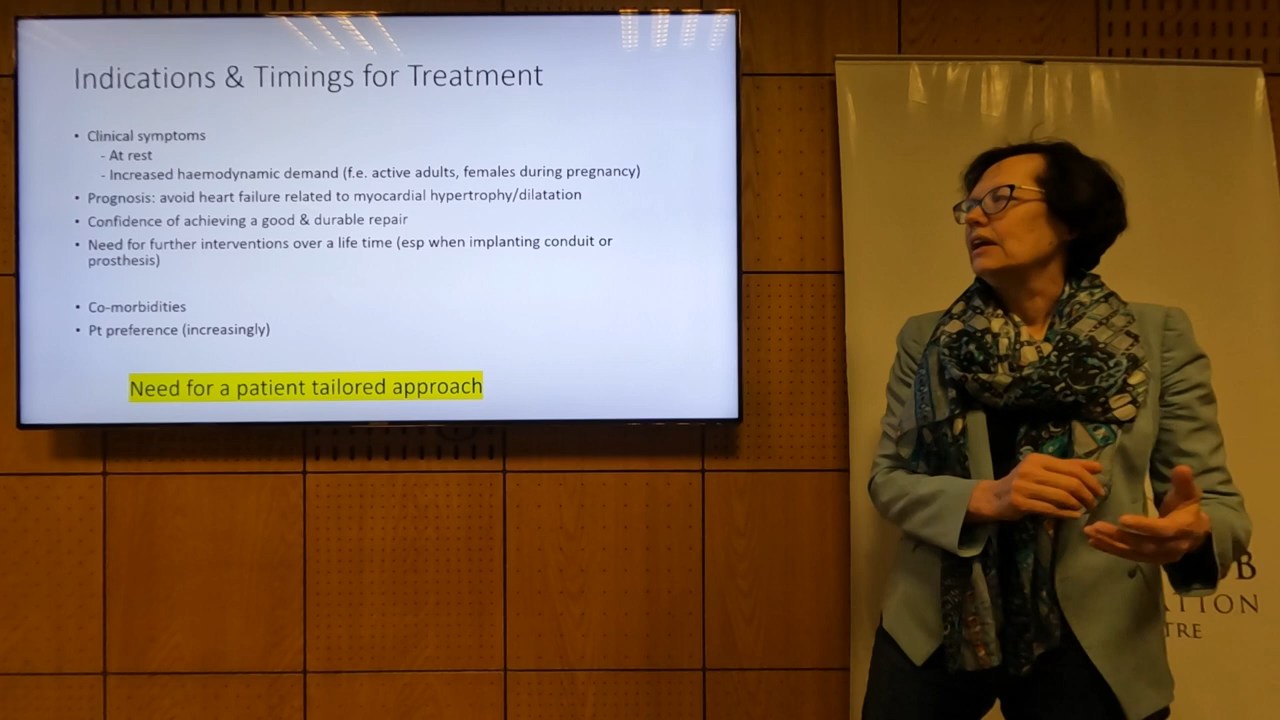 Indications & Timings for Treatment
• Clinical symptoms
- At rest
- Increased haemodynamic demand (f.e. active adults, females during pregnancy)
• Prognosis: avoid heart failure related to myocardial hypertrophy/dilatation
• Confidence of achieving a good & durable repair
• Need for further interventions over a life time (esp when implanting conduit or
prosthesis)
• Co-morbidities
• Pt preference (increasingly)
Need for a patient tailored approach